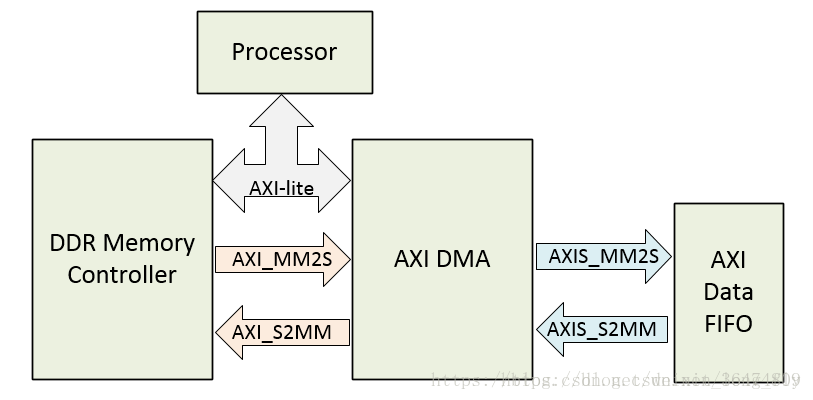 Processor
AXI-lite
DDR Memory
Controller
AXI_MM2S
AXI_S2MM
AXI DMA
AXIS_MM2S
AXIS_S2MM
AXI
Data
FIFO